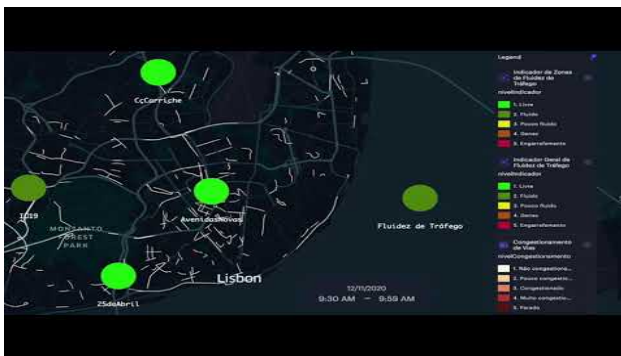 CçCarriche
IC19
AvenidasNovas
MONSANTO
FOREST
PARK
Fluidez de Tráfego
25deAbril
Lisbon
12/11/2020
9:30 AM — 9:59 AM
Legend
Indicador de Zonas
de Fluidez de
Tráfego
nivelIndicador
1. Livre
2. Fluido
3. Pouco fluido
4. Denso
5. Engarrafamento
Indicador Geral de
Fluidez de Tráfego
nivelIndicador
1. Livre
2. Fluido
3. Pouco fluido
4. Denso
5. Engarrafamento
Congestionamento
de Vias
nivelCongestionamento
1. Não congestiona...
2. Pouco congestio...
3. Congestionado
4. Muito congestio...
5. Parado